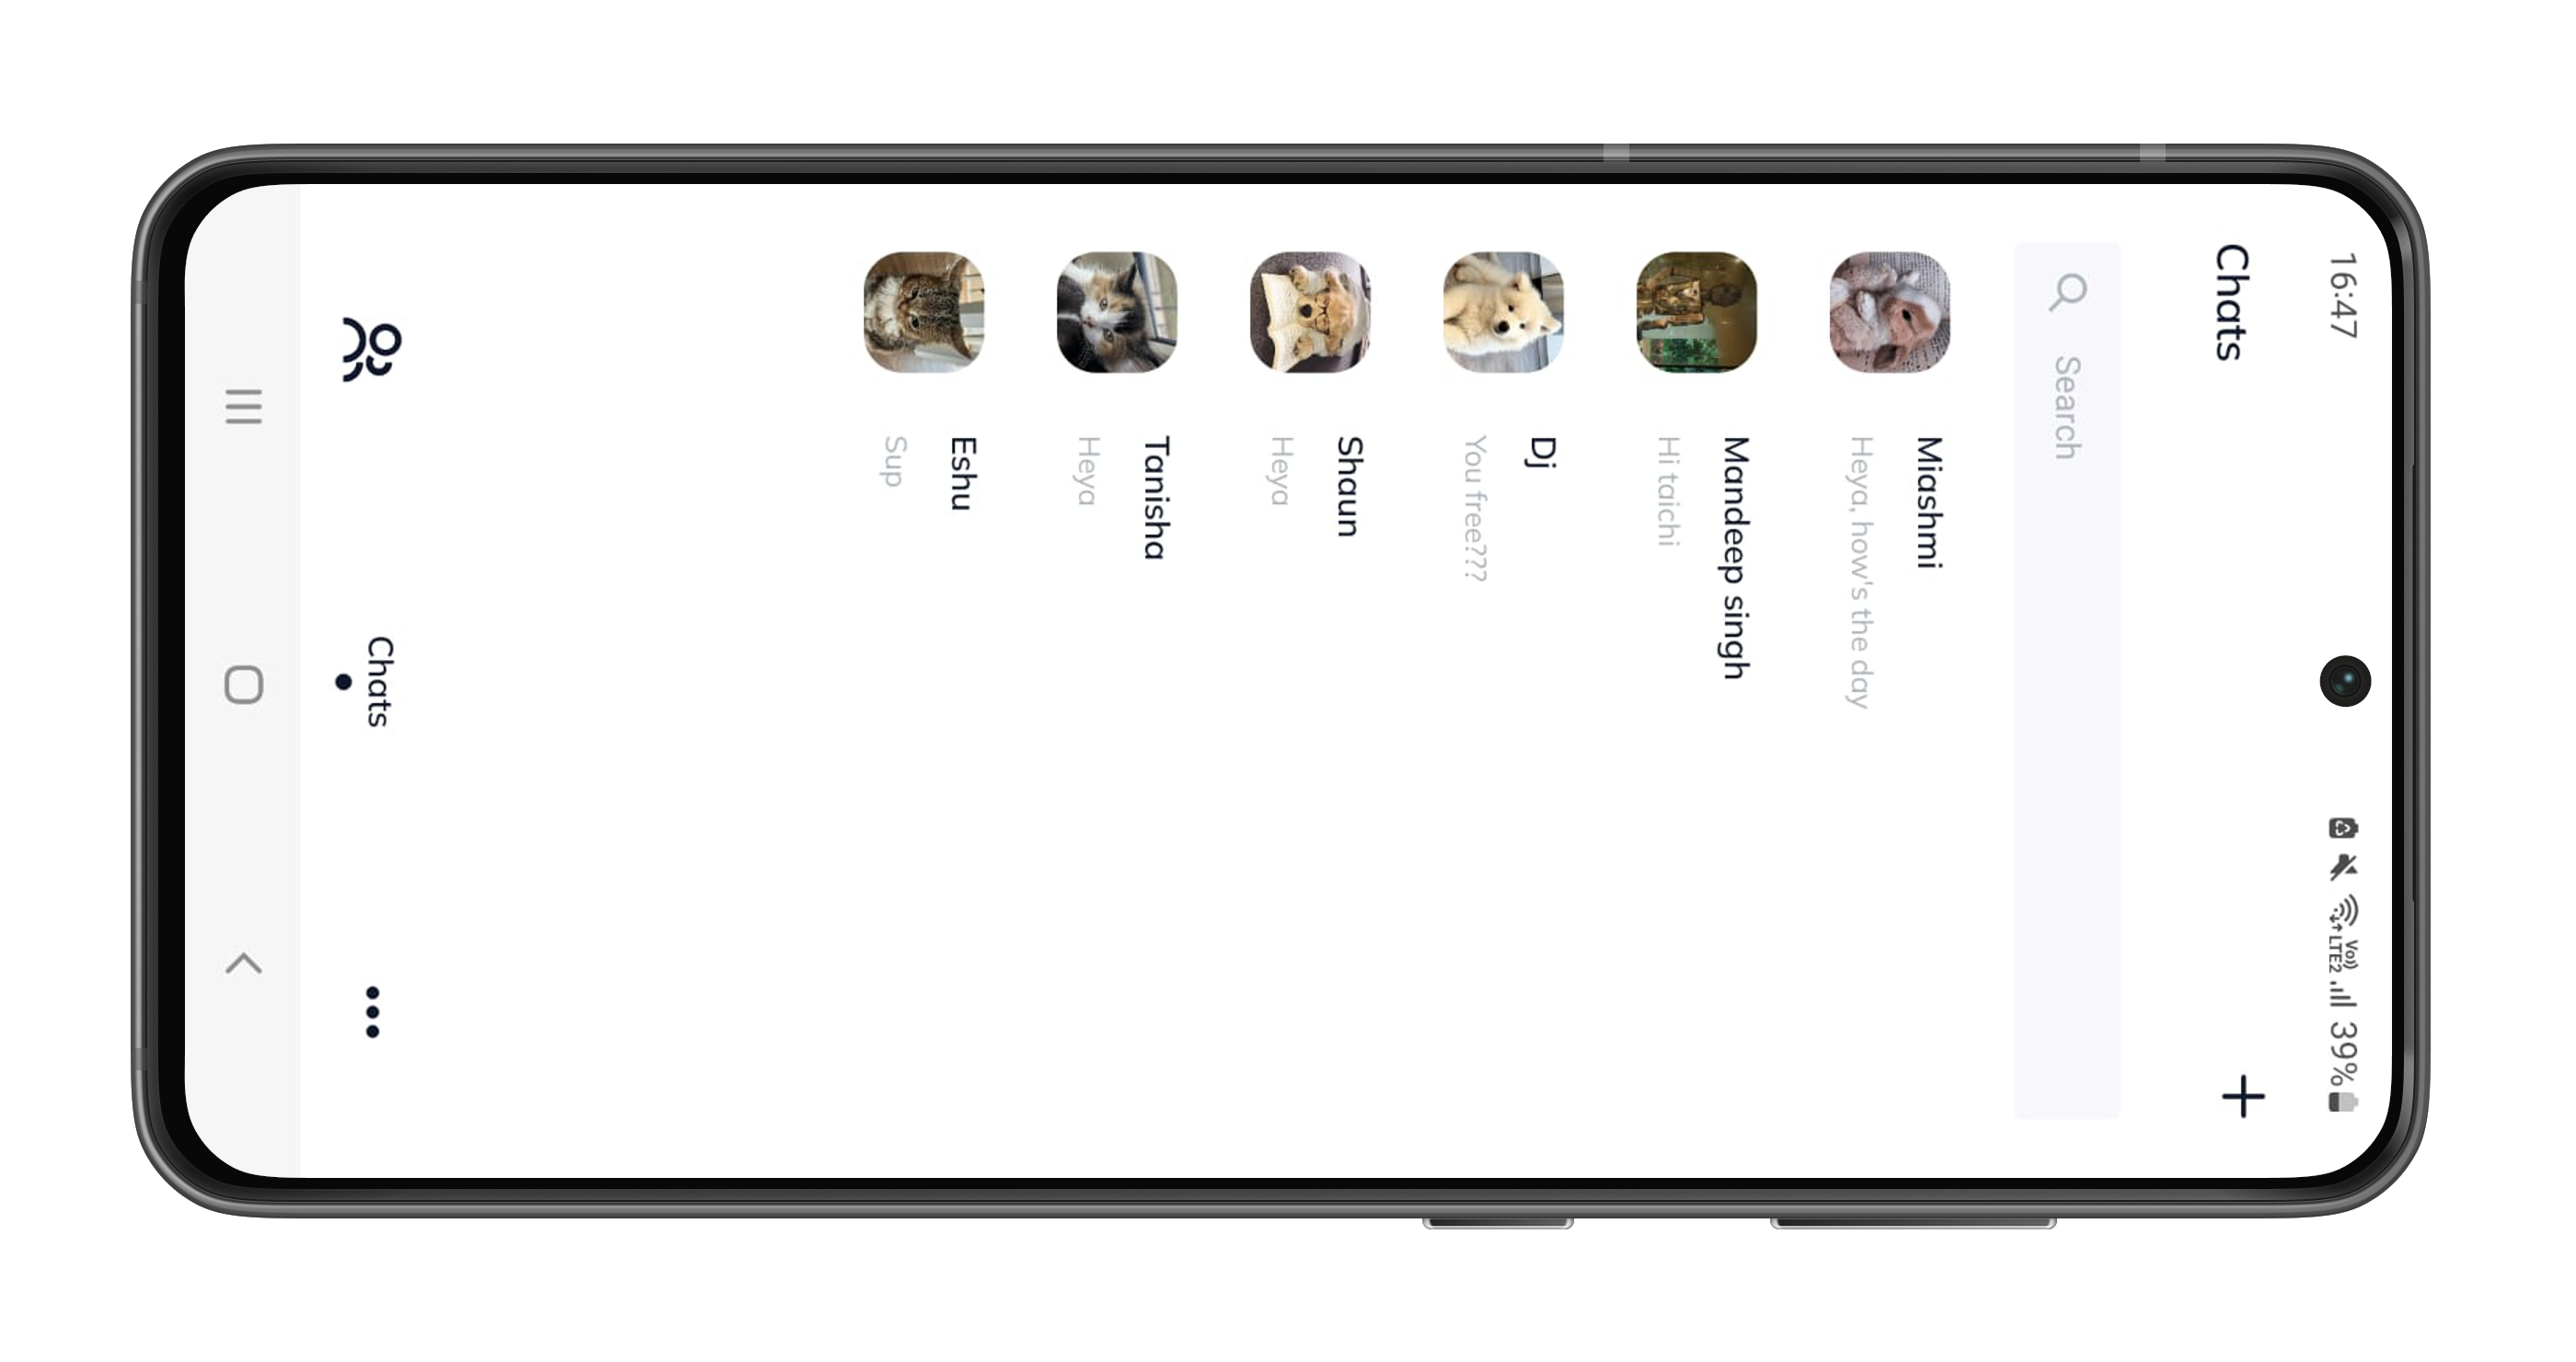 16:47
Vo)) LTE2 39%
Chats
Search
Miashmi
Heya, how's the day
Mandeep singh
Hi taichi
Dj
You free???
Shaun
Heya
Tanisha
Heya
Eshu
Sup
Chats